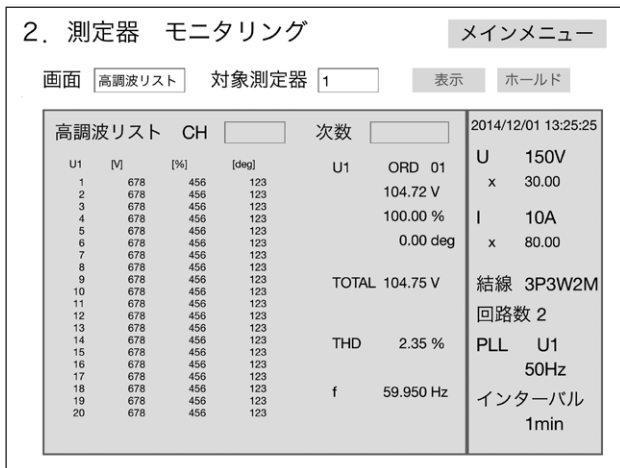 2. 測定器 モニタリング
メインメニュー
画面 高調波リスト 対象測定器 1 表示 ホールド
高調波リスト CH 次数
U1 [V] [%] [deg]
1 678 456 123
2 678 456 123
3 678 456 123
4 678 456 123
5 678 456 123
6 678 456 123
7 678 456 123
8 678 456 123
9 678 456 123
10 678 456 123
11 678 456 123
12 678 456 123
13 678 456 123
14 678 456 123
15 678 456 123
16 678 456 123
17 678 456 123
18 678 456 123
19 678 456 123
20 678 456 123
U1 ORD 01
104.72 V
100.00 %
0.00 deg
TOTAL 104.75 V
THD 2.35 %
f 59.950 Hz
2014/12/01 13:25:25
U 150V
x 30.00
I 10A
x 80.00
結線 3P3W2M
回路数 2
PLL U1
50Hz
インターバル
1min